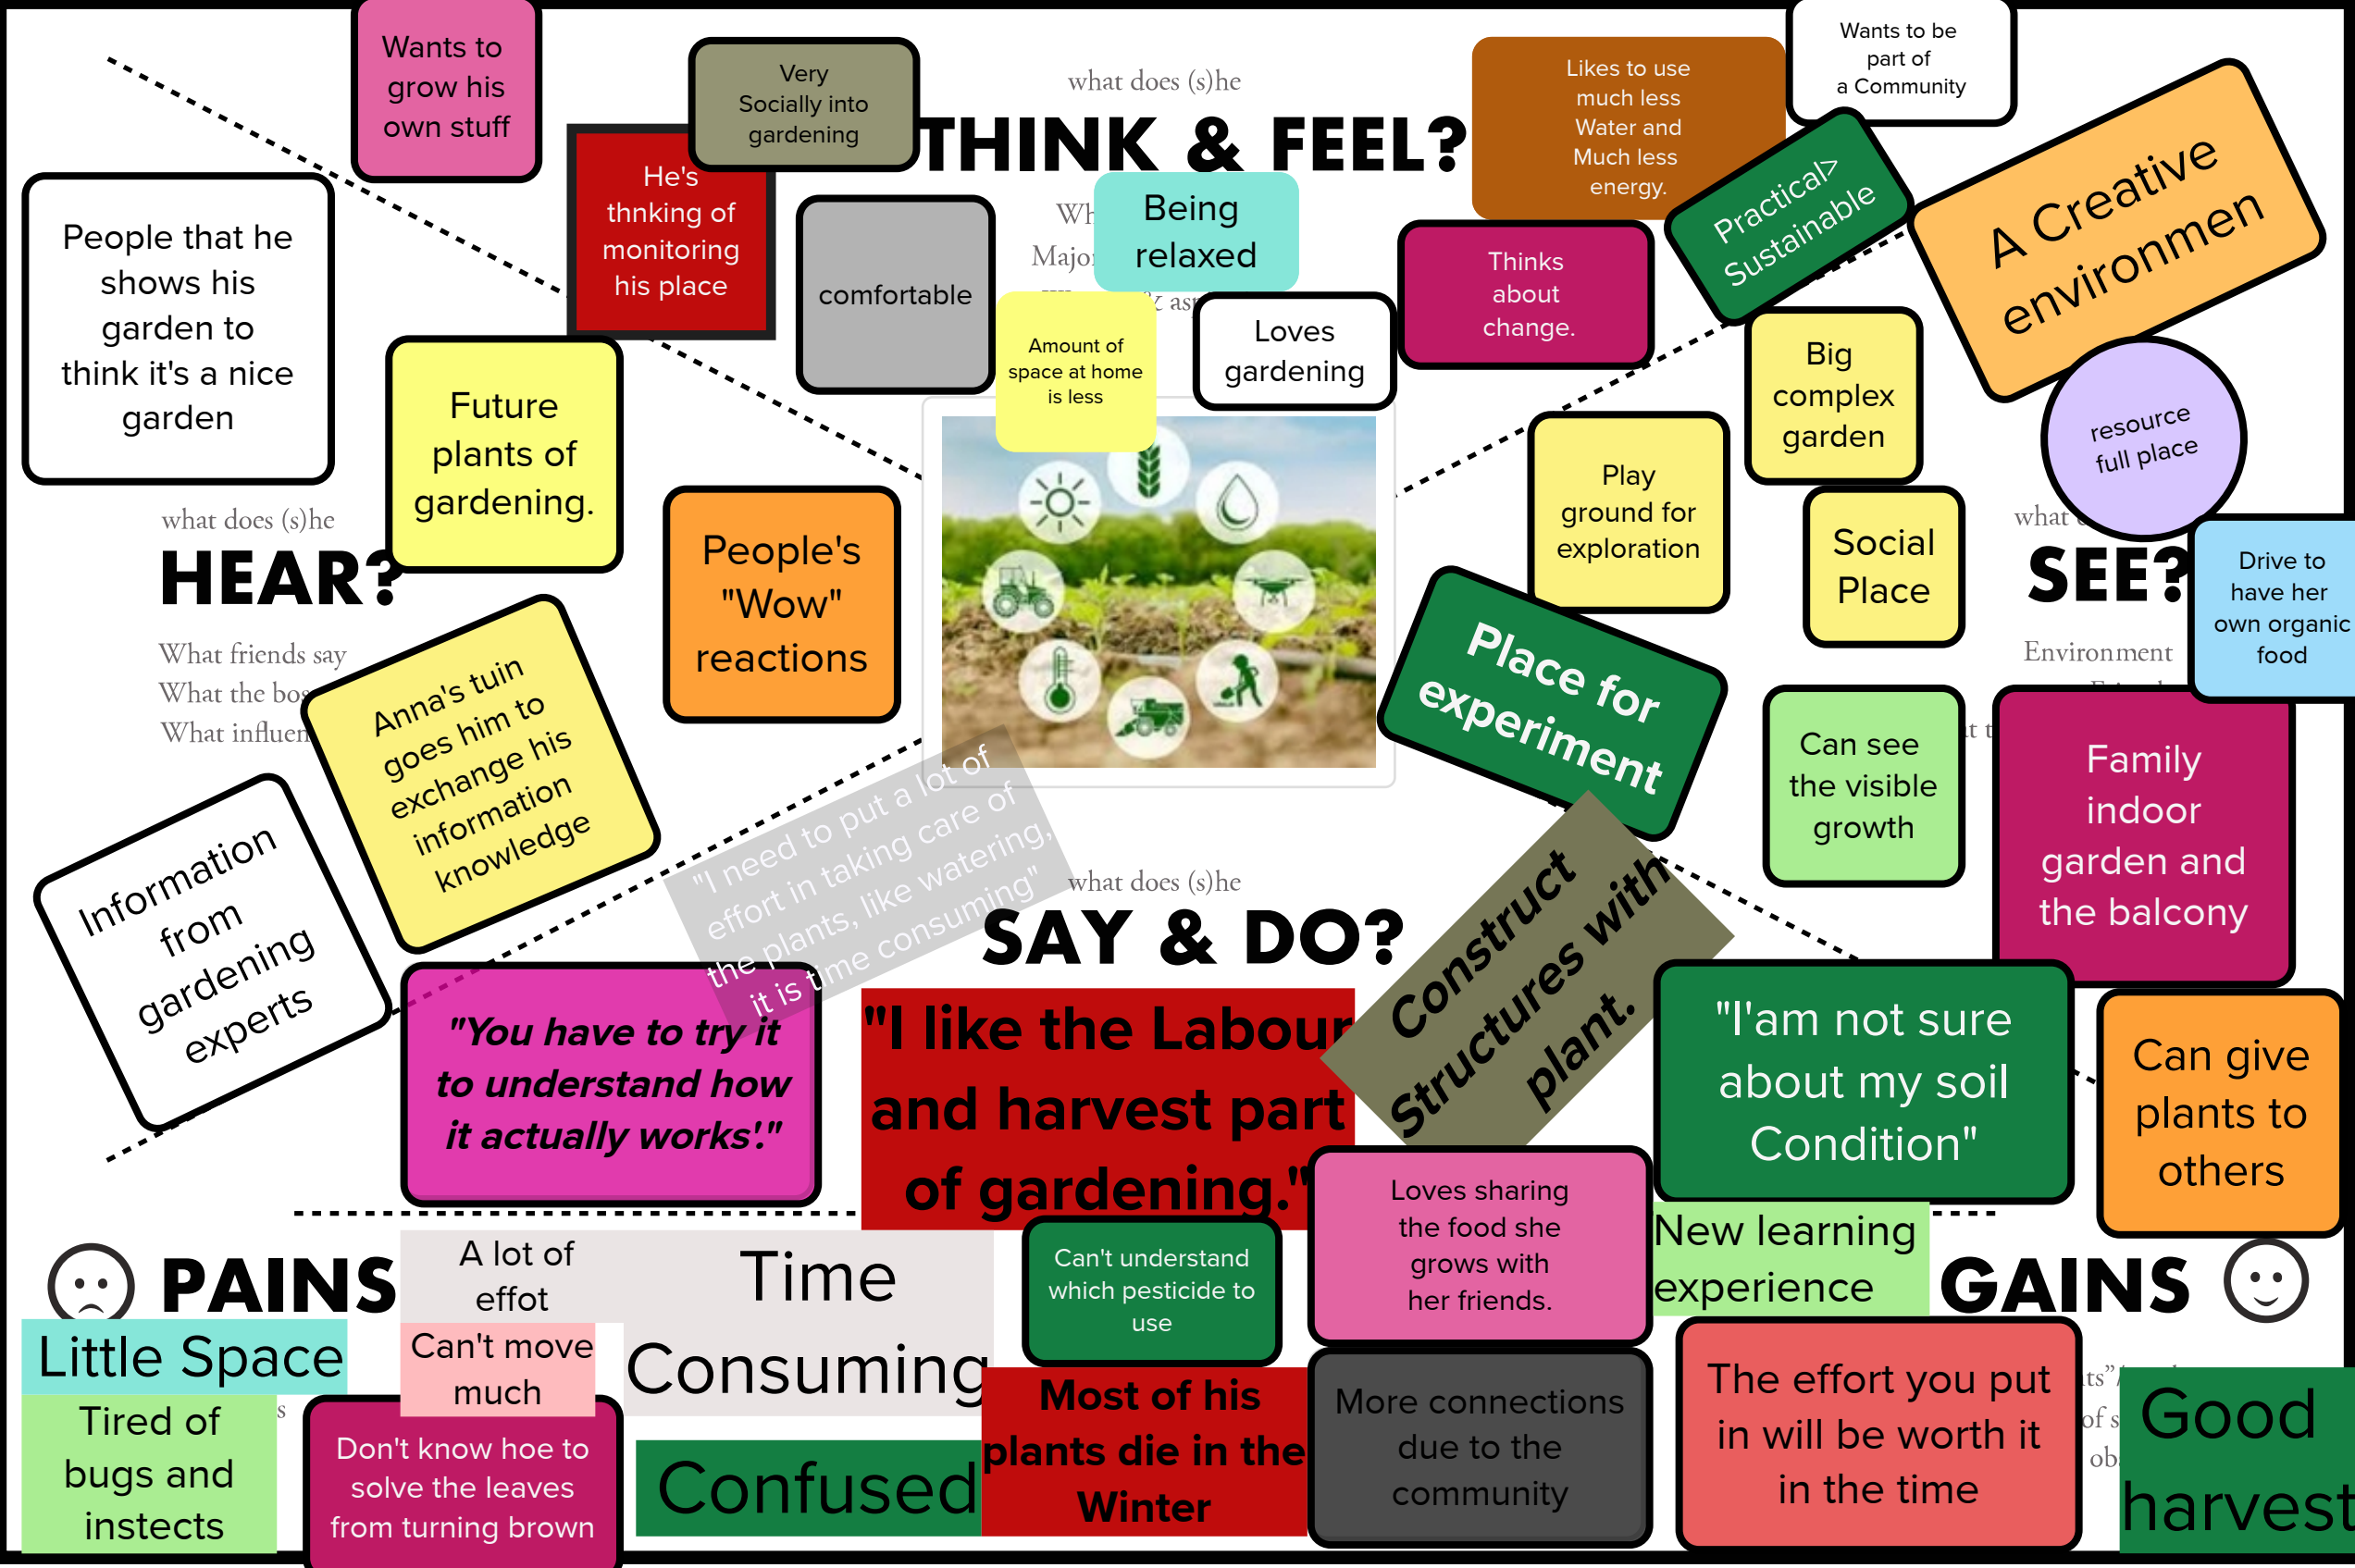 Wants to
grow his
own stuff
Very
Socially into
gardening
He's
thnking of
monitoring
his place
what does (s)he
THINK & FEEL?
Being
relaxed
comfortable
Amount of
space at home
is less
Loves
gardening
Likes to use
much less
Water and
Much less
energy.
Thinks
about
change.
Wants to be
part of
a Community
Practical>
Sustainable
A Creative
environmen
People that he
shows his
garden to
think it's a nice
garden
Future
plants of
gardening.
what does (s)he
HEAR?
What friends say
What the
What
People's
"Wow"
reactions
Anna's tuin
goes him to
exchange his
information
knowledge
Information
from
gardening
experts
Big
complex
garden
resource
full place
Play
ground for
exploration
Social
Place
what
SEE?
Environment
Drive to
have her
own organic
food
Place for
experiment
Can see
the visible
growth
Family
indoor
garden and
the balcony
"I need to put a lot of
effort in taking care of
the plants, like watering,
it is time consuming"
what does (s)he
SAY & DO?
"You have to try it
to understand how
it actually works'."
"I like the Labour
and harvest part
of gardening."
Construct
Structures with
plant.
"I'am not sure
about my soil
Condition"
Can give
plants to
others
Loves sharing
the food she
grows with
her friends.
Can't understand
which pesticide to
use
PAINS
A lot of
effot
Time
Consuming
Little Space
Can't move
much
Tired of
bugs and
instects
Don't know hoe to
solve the leaves
from turning brown
Confused
Most of his
plants die in the
Winter
New learning
experience
GAINS
More connections
due to the
community
The effort you put
in will be worth it
in the time
Good
harvest